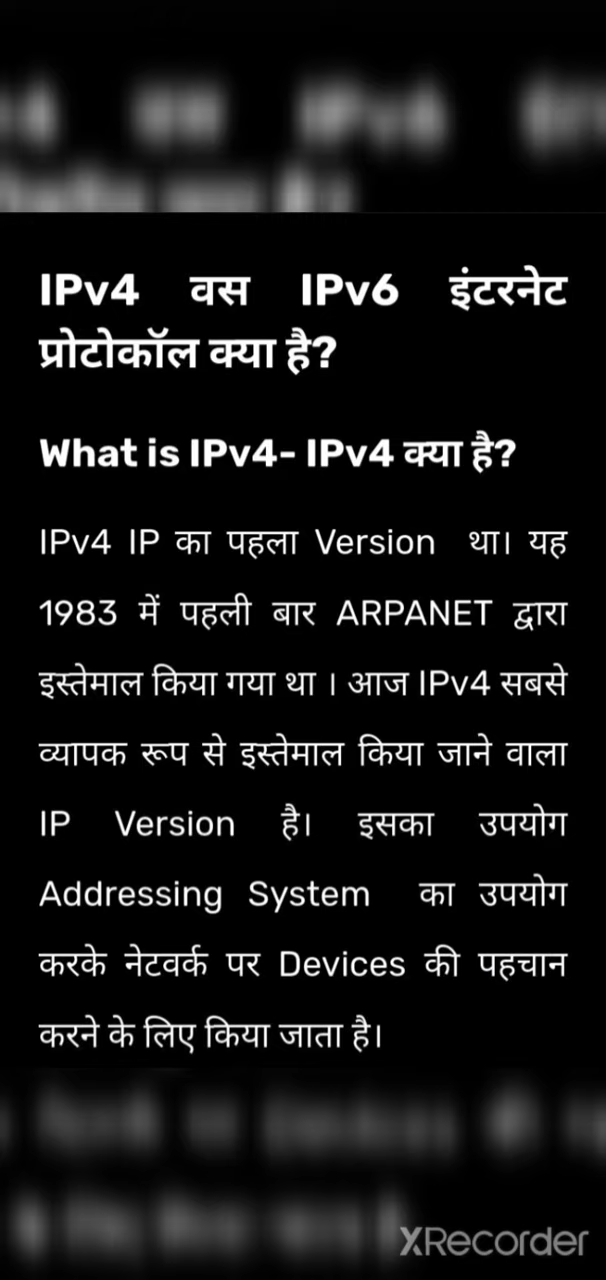 IPv4 वस IPv6 इंटरनेट
प्रोटोकॉल क्या है?
What is IPv4- IPv4 क्या है?
IPv4 IP का पहला Version था। यह
1983 में पहली बार ARPANET द्वारा
इस्तेमाल किया गया था । आज IPv4 सबसे
व्यापक रूप से इस्तेमाल किया जाने वाला
IP Version है। इसका उपयोग
Addressing System का उपयोग
करके नेटवर्क पर Devices की पहचान
करने के लिए किया जाता है।
XRecorder